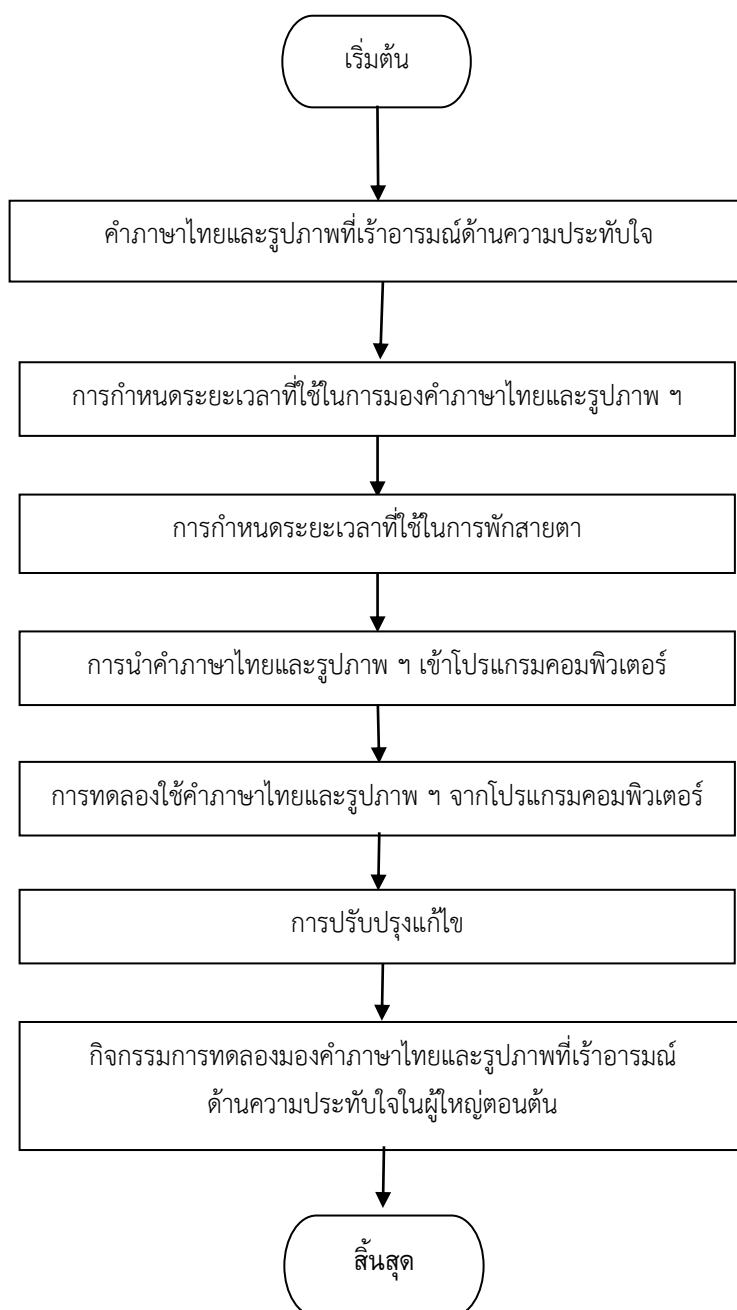 เริ่มต้น
คำภาษาไทยและรูปภาพที่เร้าอารมณ์ด้านความประทับใจ
การกำหนดระยะเวลาที่ใช้ในการมองคำภาษาไทยและรูปภาพ ฯ
การกำหนดระยะเวลาที่ใช้ในการพักสายตา
การนำคำภาษาไทยและรูปภาพ ฯ เข้าโปรแกรมคอมพิวเตอร์
การทดลองใช้คำภาษาไทยและรูปภาพ ฯ จากโปรแกรมคอมพิวเตอร์
การปรับปรุงแก้ไข
กิจกรรมการทดลองมองคำภาษาไทยและรูปภาพที่เร้าอารมณ์
ด้านความประทับใจในผู้ใหญ่ตอนต้น
สิ้นสุด